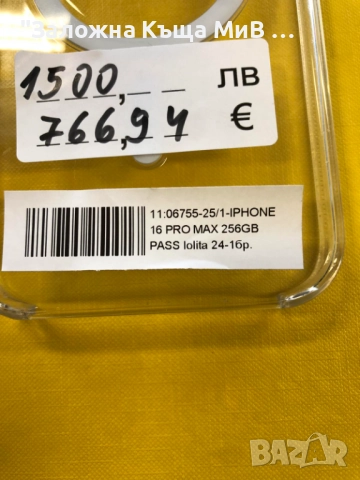 "Заложна Къща МиВ ...
1500,_ _ ЛВ
766,94 €
11:06755-25/1-IPHONE
16 PRO MAX 256GB
PASS lolita 24-1бр.
BAZAR